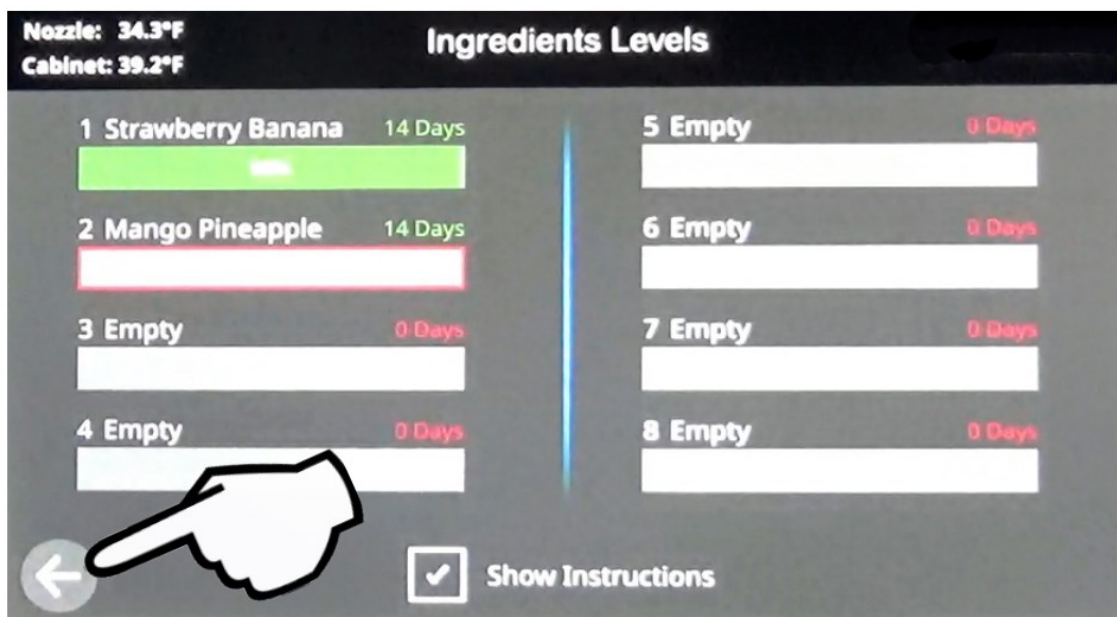 Nozzle: 34.3°F
Cabinet: 39.2°F
Ingredients Levels
1 Strawberry Banana 14 Days
2 Mango Pineapple 14 Days
3 Empty 0 Days
4 Empty 0 Days
5 Empty 0 Days
6 Empty 0 Days
7 Empty 0 Days
8 Empty 0 Days
Show Instructions